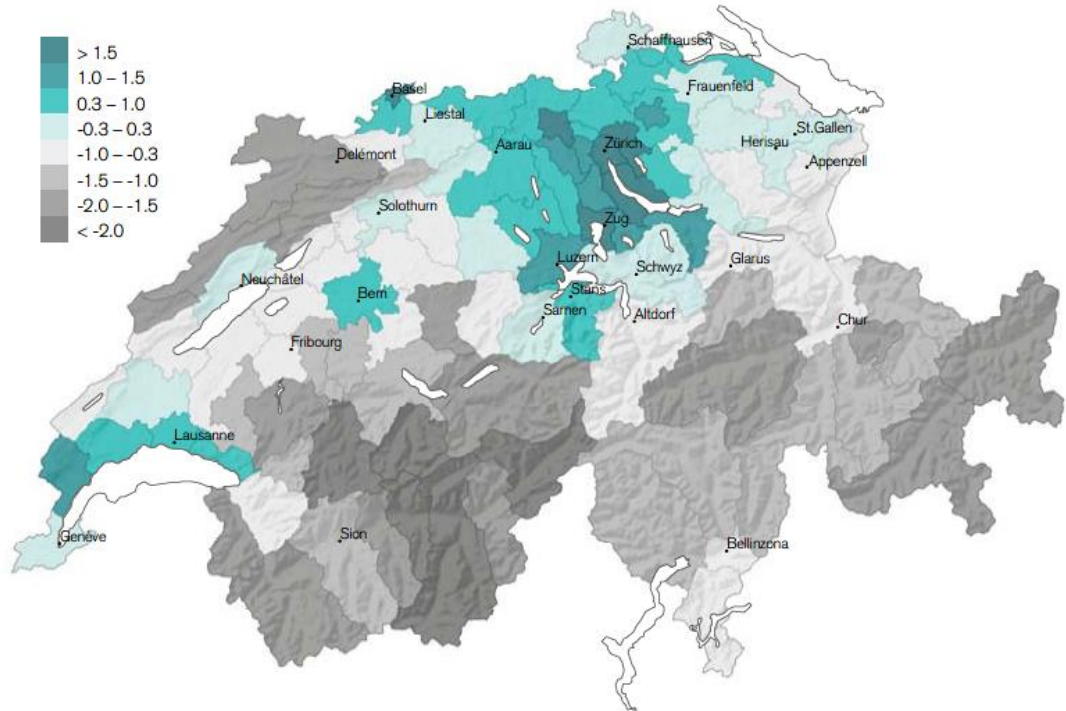 > 1.5
1.0 – 1.5
0.3 – 1.0
-0.3 – 0.3
-1.0 – -0.3
-1.5 – -1.0
-2.0 – -1.5
< -2.0
Schaffhausen
Basel
Frauenfeld
Liestal
St.Gallen
Herisau
Aarau
Zürich
Delémont
Appenzell
Solothurn
Zug
Luzern
Schwyz
Glarus
Neuchâtel
Bern
Stans
Sarnen
Altdorf
Chur
Fribourg
Lausanne
Sion
Genève
Bellinzona